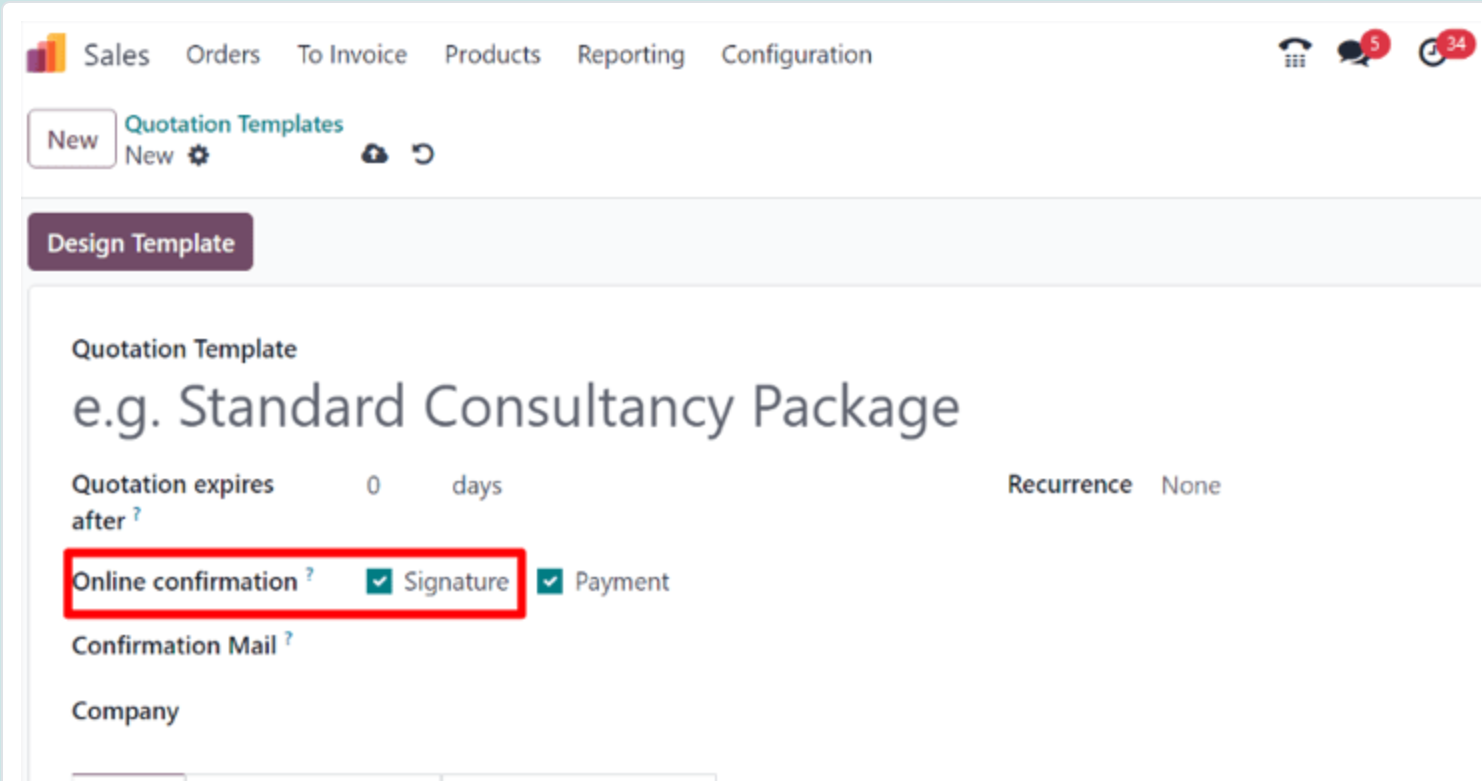 Sales Orders To Invoice Products Reporting Configuration 5 34
New
Quotation Templates
New
Design Template
Quotation Template
e.g. Standard Consultancy Package
Quotation expires after ? 0 days
Recurrence None
Online confirmation ? Signature Payment
Confirmation Mail ?
Company